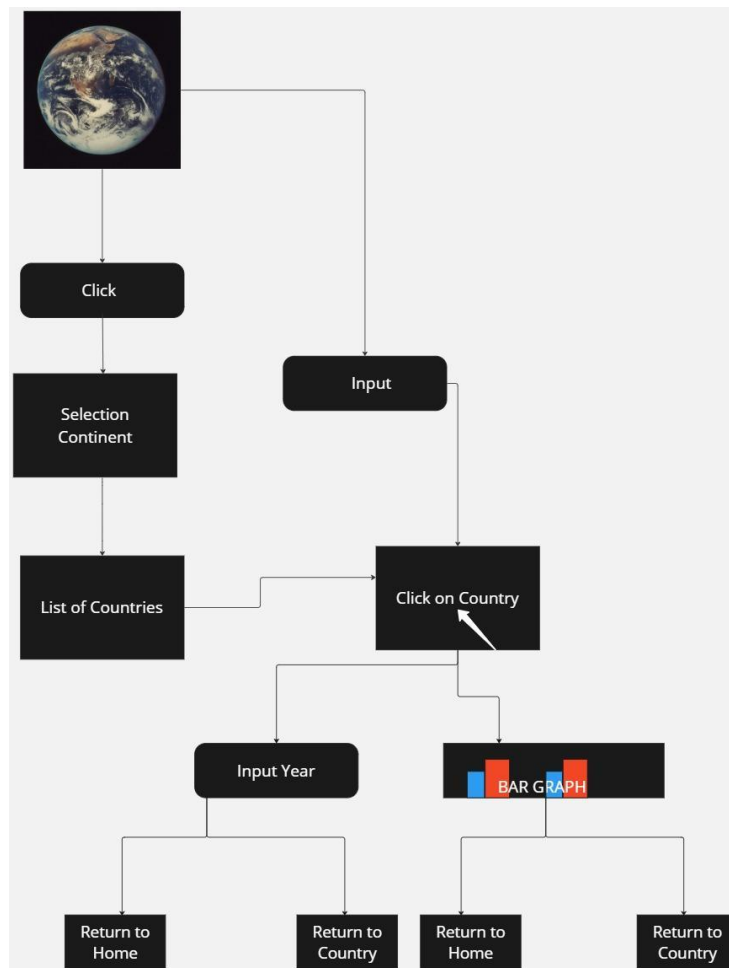 Click
Input
Selection
Continent
List of Countries
Click on Country
Input Year
BAR GRAPH
Return to
Home
Return to
Country
Return to
Home
Return to
Country